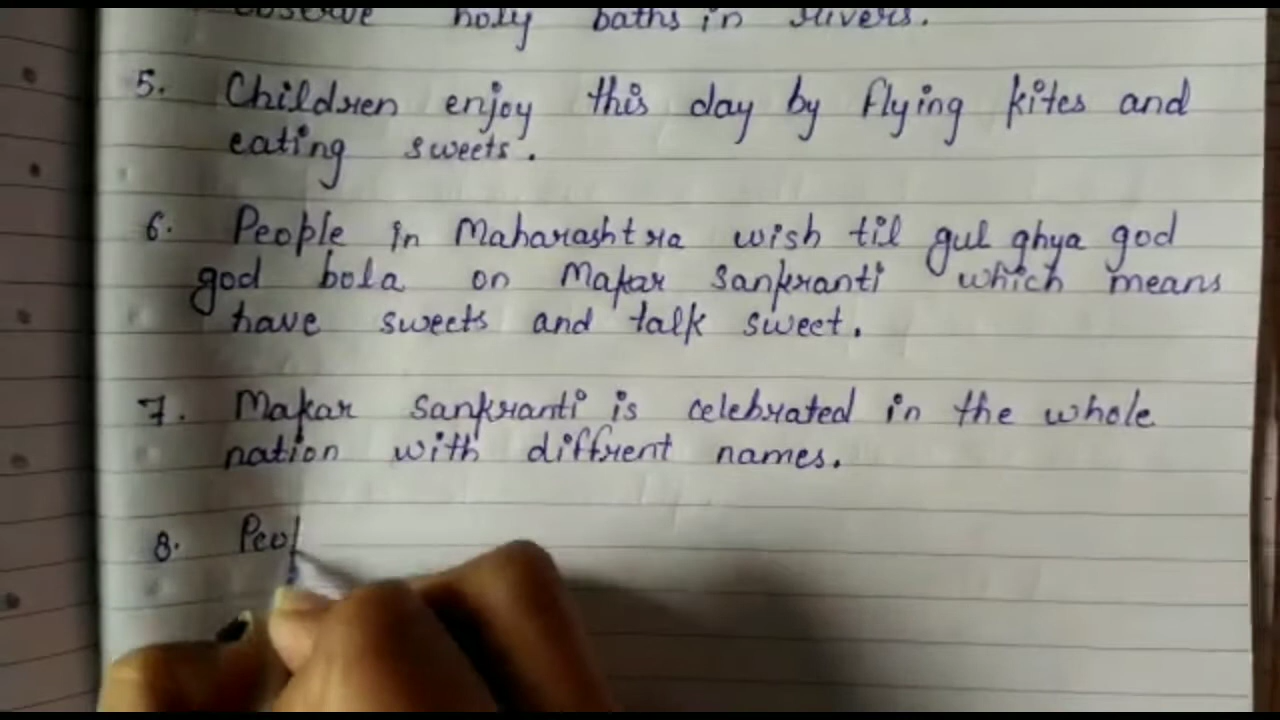 observe holy baths in rivers.
5. Children enjoy this day by flying kites and
eating sweets.
6. People in Maharashtra wish til gul ghya god
god bola on Makar Sankranti which means
have sweets and talk sweet.
7. Makar Sankranti is celebrated in the whole
nation with diffrent names.
8. Peop